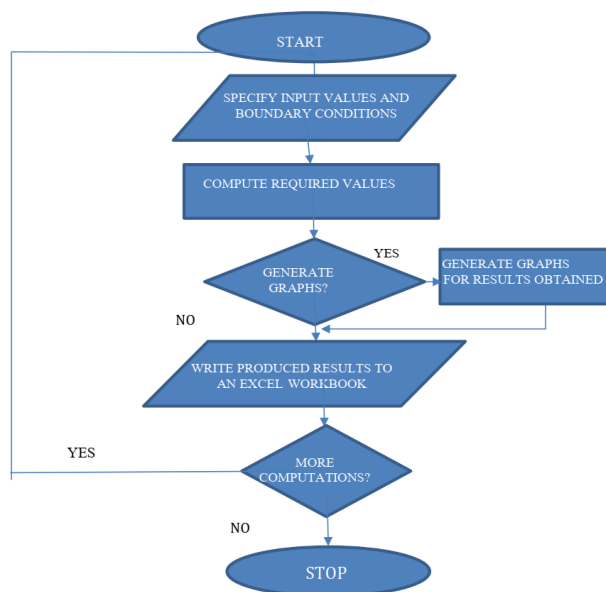 START
SPECIFY INPUT VALUES AND
BOUNDARY CONDITIONS
COMPUTE REQUIRED VALUES
YES
GENERATE
GRAPHS?
GENERATE GRAPHS
FOR RESULTS OBTAINED
NO
WRITE PRODUCED RESULTS TO
AN EXCEL WORKBOOK
YES
MORE
COMPUTATIONS?
NO
STOP